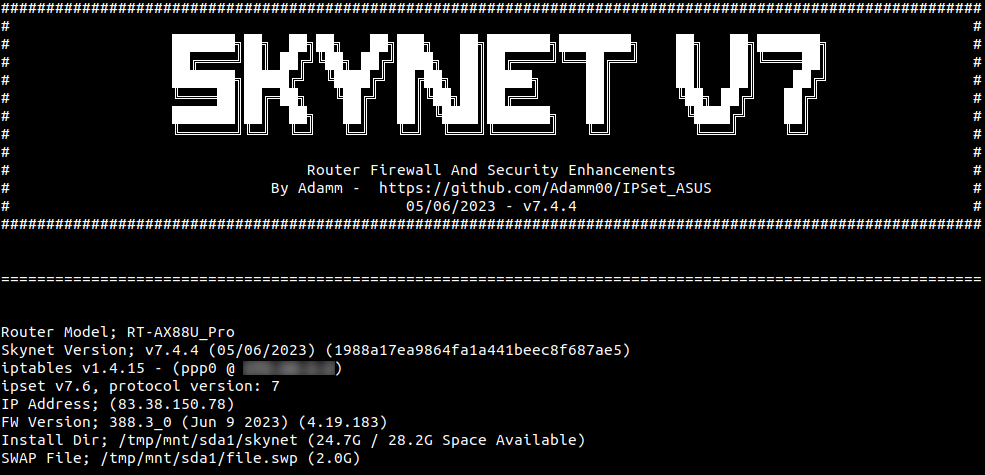 ################################################################################################################
# #
# SKYNET V7 #
# #
# Router Firewall And Security Enhancements #
# By Adamm - https://github.com/Adamm00/IPSet_ASUS #
# 05/06/2023 - v7.4.4 #
################################################################################################################
================================================================================================================
Router Model; RT-AX88U_Pro
Skynet Version; v7.4.4 (05/06/2023) (1988a17ea9864fa1a441beec8f687ae5)
iptables v1.4.15 - (ppp0 @ )
ipset v7.6, protocol version: 7
IP Address; (83.38.150.78)
FW Version; 388.3_0 (Jun 9 2023) (4.19.183)
Install Dir; /tmp/mnt/sda1/skynet (24.7G / 28.2G Space Available)
SWAP File; /tmp/mnt/sda1/file.swp (2.0G)